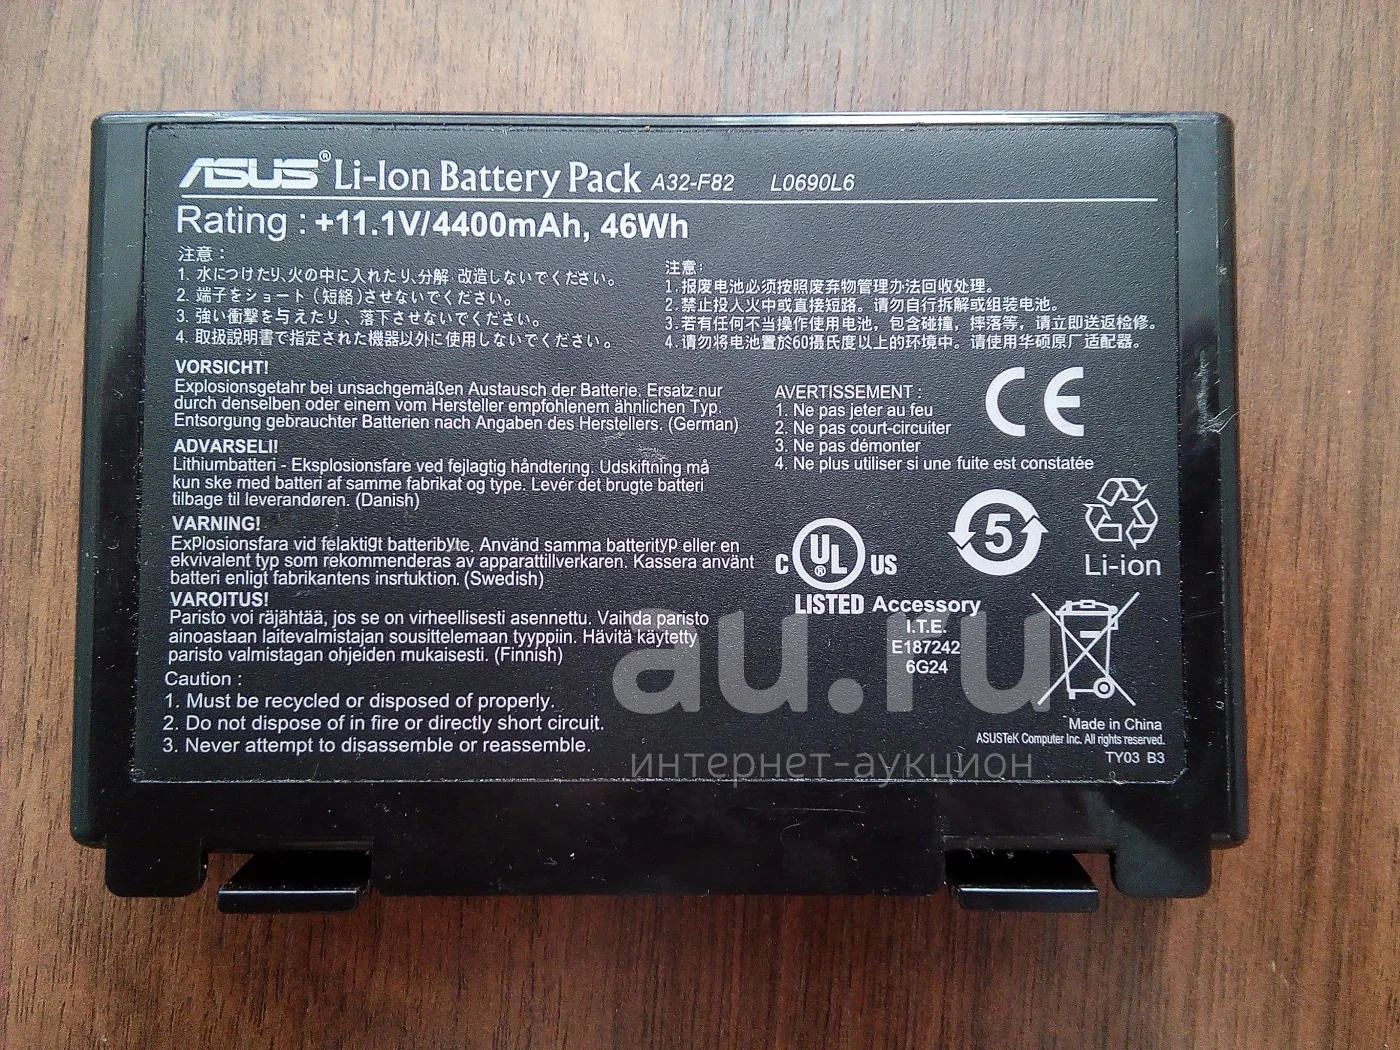 ASUS® Li-Ion Battery Pack A32-F82 L0690L6
Rating : +11.1V/4400mAh, 46Wh
注意：
1. 水につけたり、火の中に入れたり、分解、改造しないでください。
2. 端子をショート（短絡）させないでください。
3. 強い衝撃を与えたり、落下させないでください。
4. 取扱説明書で指定された機器以外に使用しないでください。
注意:
1.报废电池必须按照废弃物管理办法回收处理。
2.禁止投入火中或直接短路。请勿自行拆解或组装电池。
3.若有任何不当操作使用电池，包含碰撞，摔落等，请立即送返检修。
4.请勿将电池置於60摄氏度以上的环境中。请使用华硕原厂适配器。
VORSICHT!
Explosionsgetahr bei unsachgemäßen Austausch der Batterie. Ersatz nur
durch denselben oder einem vom Hersteller empfohlenem ähnlichen Typ.
Entsorgung gebrauchter Batterien nach Angaben des Herstellers. (German)
ADVARSELI!
Lithiumbatteri - Eksplosionsfare ved fejlagtig håndtering. Udskiftning må
kun ske med batteri af samme fabrikat og type. Levér det brugte batteri
tilbage til leverandøren. (Danish)
VARNING!
Explosionsfara vid felaktigt batteribyte. Använd samma batterityp eller en
ekvivalent typ som rekommenderas av apparattillverkaren. Kassera använt
batteri enligt fabrikantens insrtuktion. (Swedish)
VAROITUS!
Paristo voi räjähtää, jos se on virheellisesti asennettu. Vaihda paristo
ainoastaan laitevalmistajan sousittelemaan tyyppiin. Hävitä käytetty
paristo valmistagan ohjeiden mukaisesti. (Finnish)
Caution :
1. Must be recycled or disposed of properly.
2. Do not dispose of in fire or directly short circuit.
3. Never attempt to disassemble or reassemble.
AVERTISSEMENT :
1. Ne pas jeter au feu
2. Ne pas court-circuiter
3. Ne pas démonter
4. Ne plus utiliser si une fuite est constatée
CE
C UL® US
LISTED Accessory
I.T.E.
E187242
6G24
5
Li-ion
Made in China
ASUSTeK Computer Inc. All rights reserved.
TY03 B3
au.ru
интернет-аукцион